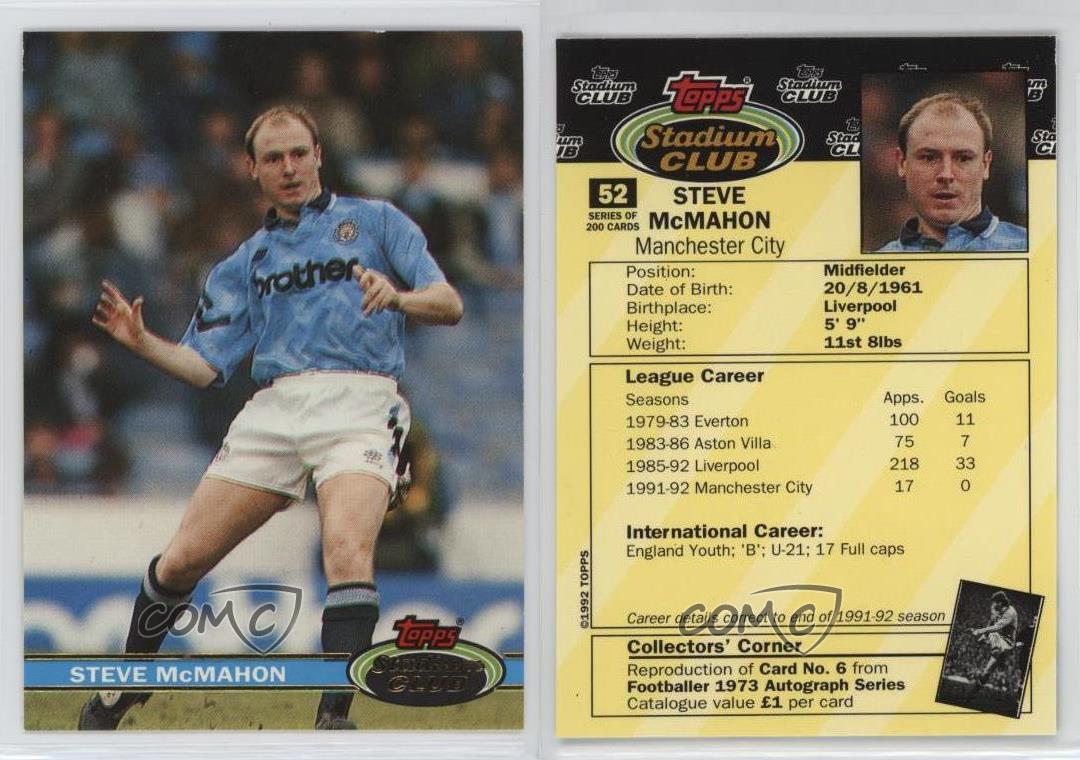 brother
COMC
STEVE McMAHON
Topps
Stadium
CLUB
Topps
Stadium
CLUB
Topps
Stadium
CLUB
Topps
Stadium
CLUB
52
SERIES OF
200 CARDS
STEVE
McMAHON
Manchester City
Position: Midfielder
Date of Birth: 20/8/1961
Birthplace: Liverpool
Height: 5' 9"
Weight: 11st 8lbs
League Career
Seasons Apps. Goals
1979-83 Everton 100 11
1983-86 Aston Villa 75 7
1985-92 Liverpool 218 33
1991-92 Manchester City 17 0
International Career:
England Youth; 'B'; U-21; 17 Full caps
©1992 TOPPS
COMC
Career details correct to end of 1991-92 season
Collectors' Corner
Reproduction of Card No. 6 from
Footballer 1973 Autograph Series
Catalogue value £1 per card